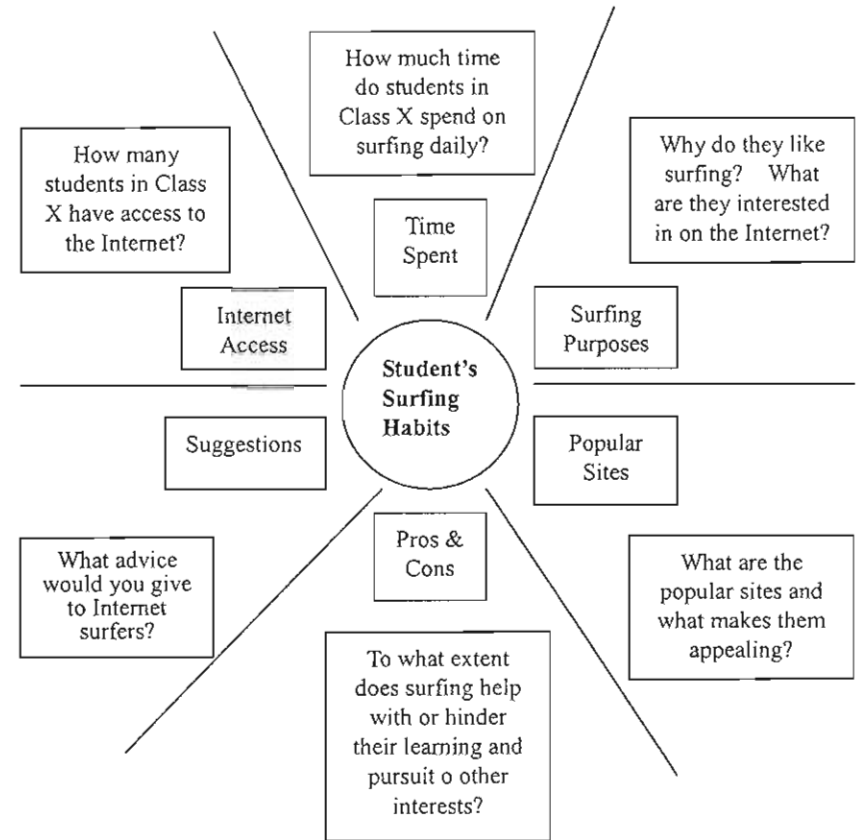 How much time
do students in
Class X spend on
surfing daily?
How many
students in Class
X have access to
the Internet?
Why do they like
surfing? What
are they interested
in on the Internet?
Time
Spent
Internet
Access
Surfing
Purposes
Student's
Surfing
Habits
Suggestions
Popular
Sites
Pros &
Cons
What advice
would you give
to Internet
surfers?
What are the
popular sites and
what makes them
appealing?
To what extent
does surfing help
with or hinder
their learning and
pursuit o other
interests?